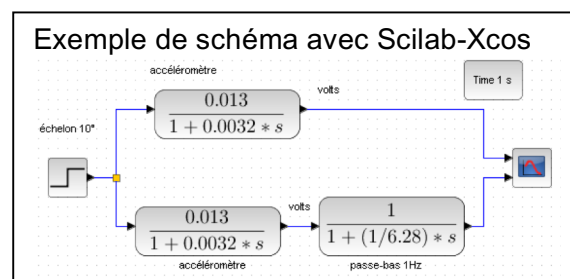 Exemple de schéma avec Scilab-Xcos
accéléromètre
Time 1 s
volts
0.013
1 + 0.0032 * s
échelon 10°
volts
0.013
1 + 0.0032 * s
1
1 + (1/6.28) * s
accéléromètre
passe-bas 1Hz